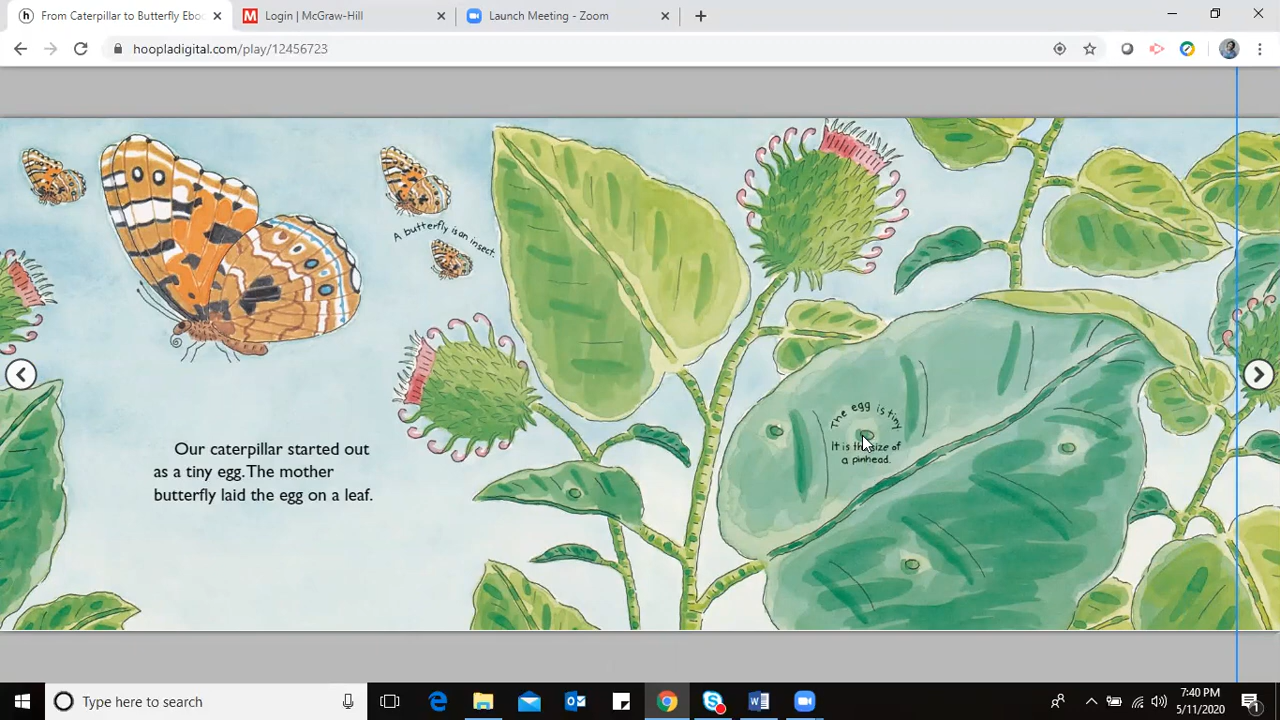 From Caterpillar to Butterfly Eboo
Login | McGraw-Hill
Launch Meeting - Zoom
hoopladigital.com/play/12456723
A butterfly is an insect.
The egg is tiny.
It is the size of
a pinhead.
Our caterpillar started out
as a tiny egg. The mother
butterfly laid the egg on a leaf.
Type here to search
7:40 PM
5/11/2020